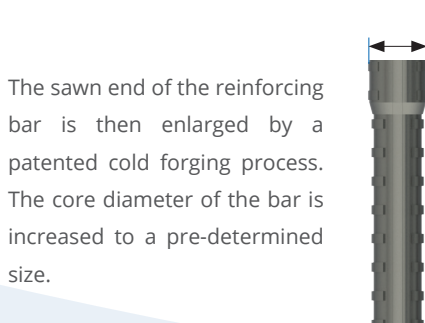 The sawn end of the reinforcing
bar is then enlarged by a
patented cold forging process.
The core diameter of the bar is
increased to a pre-determined
size.